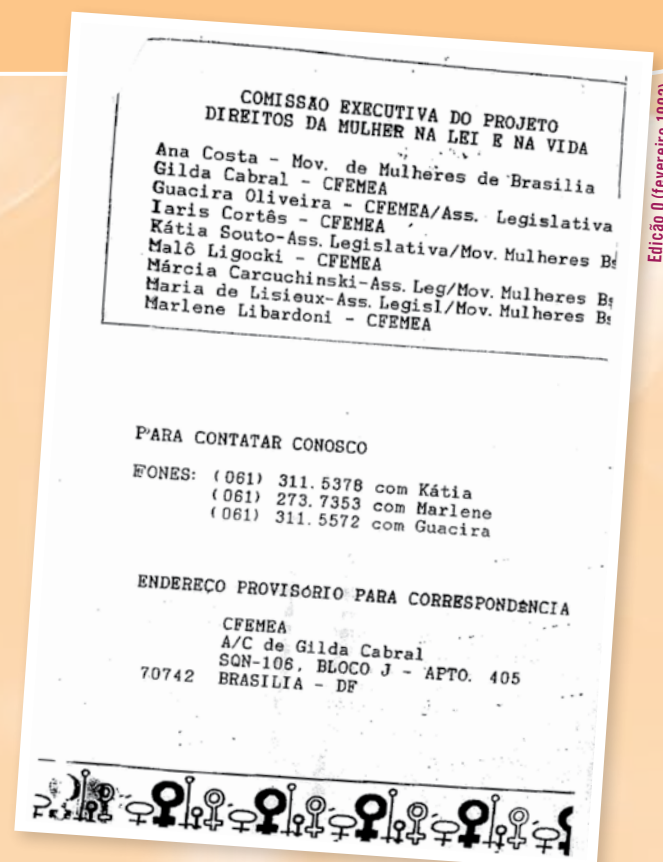 COMISSÃO EXECUTIVA DO PROJETO
DIREITOS DA MULHER NA LEI E NA VIDA
Ana Costa - Mov. de Mulheres de Brasilia
Gilda Cabral - CFEMEA
Guacira Oliveira - CFEMEA/Ass. Legislativa
Iaris Cortês - CFEMEA
Kátia Souto-Ass. Legislativa/Mov. Mulheres
Malô Ligocki - CFEMEA
Márcia Carcuchinski-Ass. Leg/Mov. Mulheres
Maria de Lisieux-Ass. Legisl/Mov. Mulheres
Marlene Libardoni - CFEMEA
PARA CONTATAR CONOSCO
FONES: (061) 311.5378 com Kátia
(061) 273.7353 com Marlene
(061) 311.5572 com Guacira
ENDEREÇO PROVISÓRIO PARA CORRESPONDÊNCIA
CFEMEA
A/C de Gilda Cabral
SQN-106, BLOCO J - APTO. 405
70742 BRASILIA - DF
Edição 0 (fevereiro 1992)